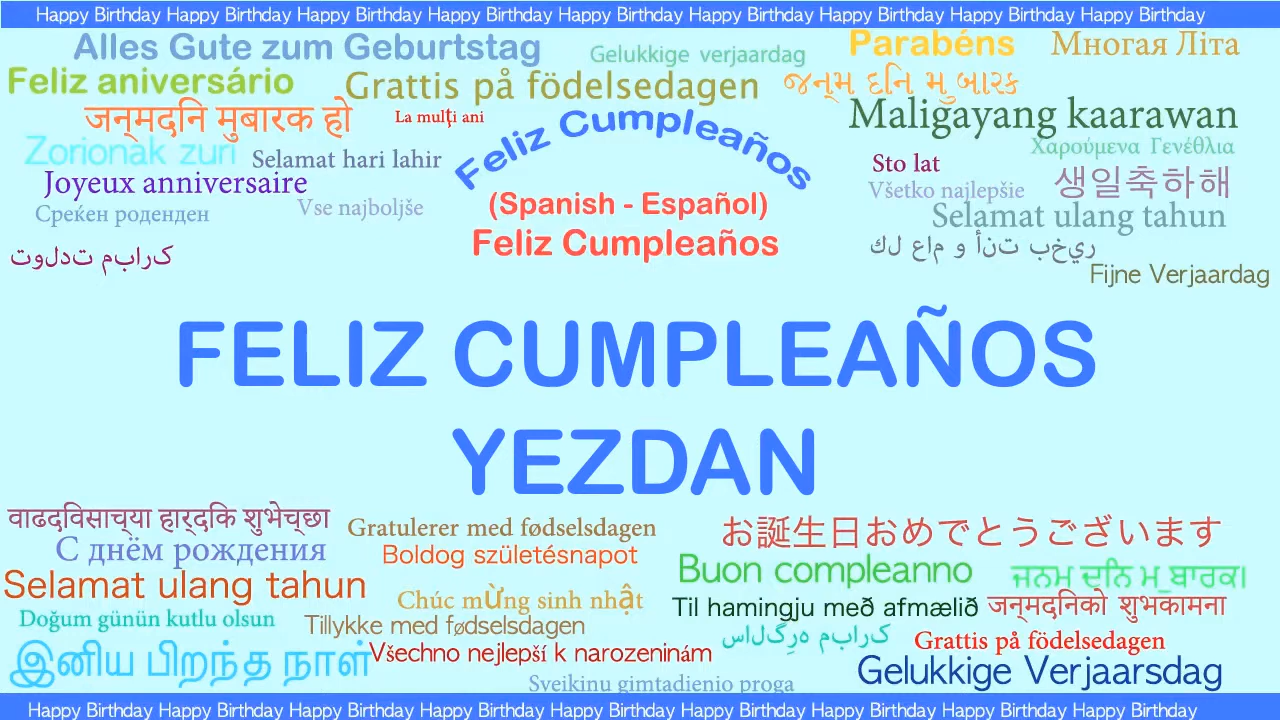 Happy Birthday Happy Birthday Happy Birthday Happy Birthday Happy Birthday Happy Birthday Happy Birthday Happy Birthday Happy Birthday
Alles Gute zum Geburtstag
Gelukkige verjaardag
Parabéns
Многая Літа
Feliz aniversário
Grattis på födelsedagen
જન્મ દિન મુબારક
जन्मदिन मुबारक हो
La mulţi ani
Feliz Cumpleaños
Maligayang kaarawan
Zorionak zuri
Selamat hari lahir
Χαρούμενα Γενέθλια
Sto lat
Joyeux anniversaire
Všetko najlepšie
생일축하해
Среќен роденден
Vse najboljše
(Spanish - Español)
Selamat ulang tahun
Feliz Cumpleaños
تولدت مبارک
كل عام و أنت بخير
Fijne Verjaardag
FELIZ CUMPLEAÑOS
YEZDAN
वाढदिवसाच्या हार्दिक शुभेच्छा
Gratulerer med fødselsdagen
お誕生日おめでとうございます
С днём рождения
Boldog születésnapot
Buon compleanno
ਜਨਮ ਦਿਨ ਮੁਬਾਰਕ।
Selamat ulang tahun
Chúc mừng sinh nhật
Til hamingju með afmælið
जन्मदिनको शुभकामना
Doğum günün kutlu olsun
Tillykke med fødselsdagen
سالگرہ مبارک
Grattis på födelsedagen
இனிய பிறந்த நாள்
Všechno nejlepší k narozeninám
Gelukkige Verjaarsdag
Sveikinu gimtadienio proga
Happy Birthday Happy Birthday Happy Birthday Happy Birthday Happy Birthday Happy Birthday Happy Birthday Happy Birthday Happy Birthday